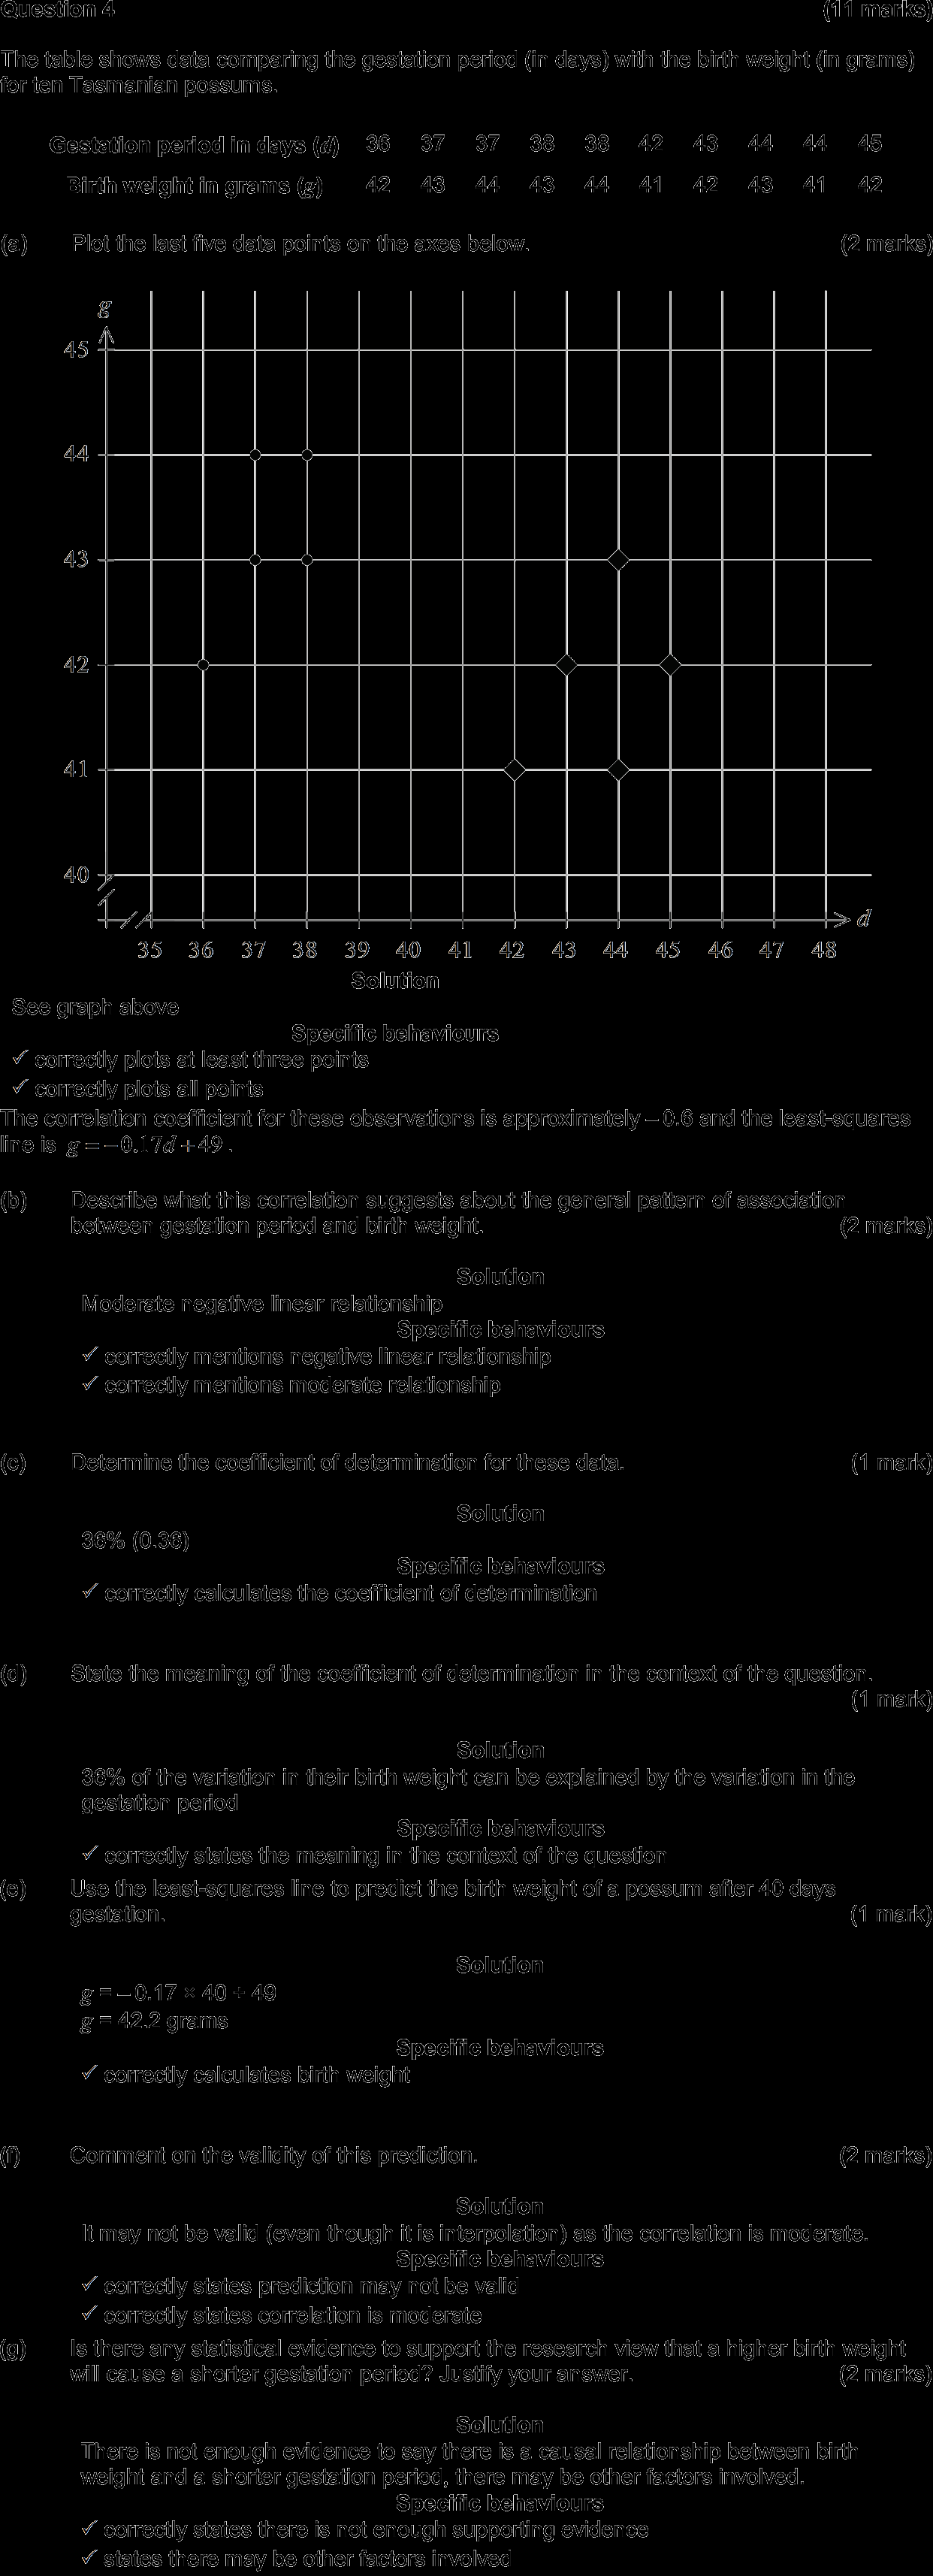 Question 4 (11 marks)
The table shows data comparing the gestation period (in days) with the birth weight (in grams)
for ten Tasmanian possums.
Gestation period in days (d) 36 37 37 38 38 42 43 44 44 45
Birth weight in grams (g) 42 43 44 43 44 41 42 43 41 42
(a) Plot the last five data points on the axes below. (2 marks)
g
45
44
43
42
41
40
d
35 36 37 38 39 40 41 42 43 44 45 46 47 48
Solution
See graph above
Specific behaviours
✓ correctly plots at least three points
✓ correctly plots all points
The correlation coefficient for these observations is approximately – 0.6 and the least-squares
line is g = −0.17d + 49 .
(b) Describe what this correlation suggests about the general pattern of association
between gestation period and birth weight. (2 marks)
Solution
Moderate negative linear relationship
Specific behaviours
✓ correctly mentions negative linear relationship
✓ correctly mentions moderate relationship
(c) Determine the coefficient of determination for these data. (1 mark)
Solution
36% (0.36)
Specific behaviours
✓ correctly calculates the coefficient of determination
(d) State the meaning of the coefficient of determination in the context of the question.
(1 mark)
Solution
36% of the variation in their birth weight can be explained by the variation in the
gestation period
Specific behaviours
✓ correctly states the meaning in the context of the question
(e) Use the least-squares line to predict the birth weight of a possum after 40 days
gestation. (1 mark)
Solution
g = – 0.17 × 40 + 49
g = 42.2 grams
Specific behaviours
✓ correctly calculates birth weight
(f) Comment on the validity of this prediction. (2 marks)
Solution
It may not be valid (even though it is interpolation) as the correlation is moderate.
Specific behaviours
✓ correctly states prediction may not be valid
✓ correctly states correlation is moderate
(g) Is there any statistical evidence to support the research view that a higher birth weight
will cause a shorter gestation period? Justify your answer. (2 marks)
Solution
There is not enough evidence to say there is a causal relationship between birth
weight and a shorter gestation period, there may be other factors involved.
Specific behaviours
✓ correctly states there is not enough supporting evidence
✓ states there may be other factors involved